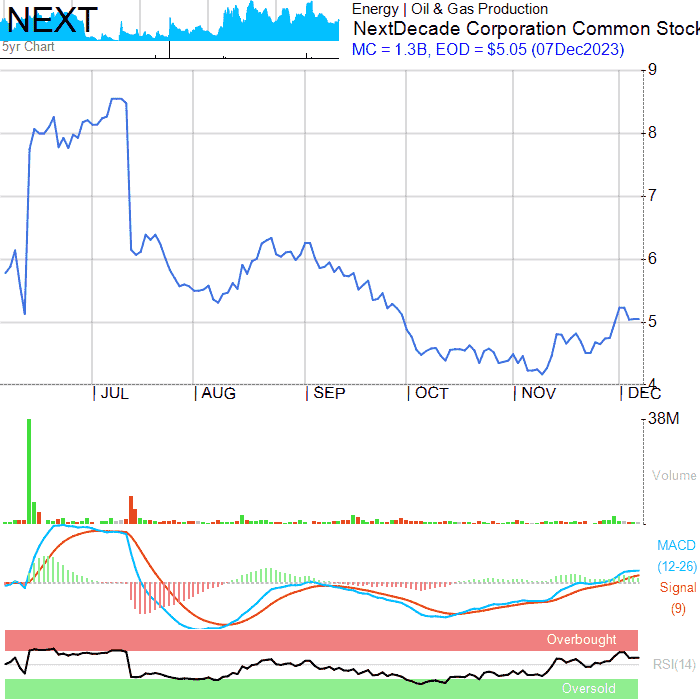 NEXT
5yr Chart
Energy | Oil & Gas Production
NextDecade Corporation Common Stock
MC = 1.3B, EOD = $5.05 (07Dec2023)
9
8
7
6
5
4
JUL AUG SEP OCT NOV DEC
38M
Volume
MACD
(12-26)
Signal
(9)
Overbought
RSI(14)
Oversold